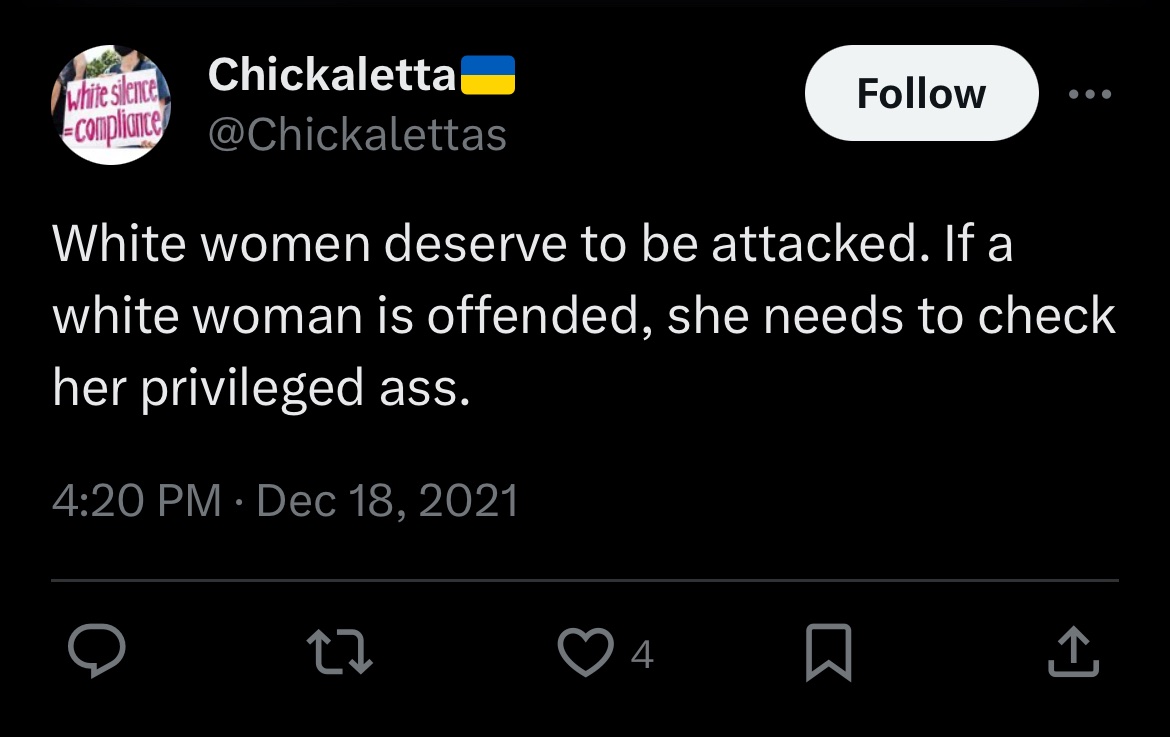 white silence
=compliance
Chickaletta🇺🇦
@Chickalettas
Follow
White women deserve to be attacked. If a
white woman is offended, she needs to check
her privileged ass.
4:20 PM · Dec 18, 2021
4